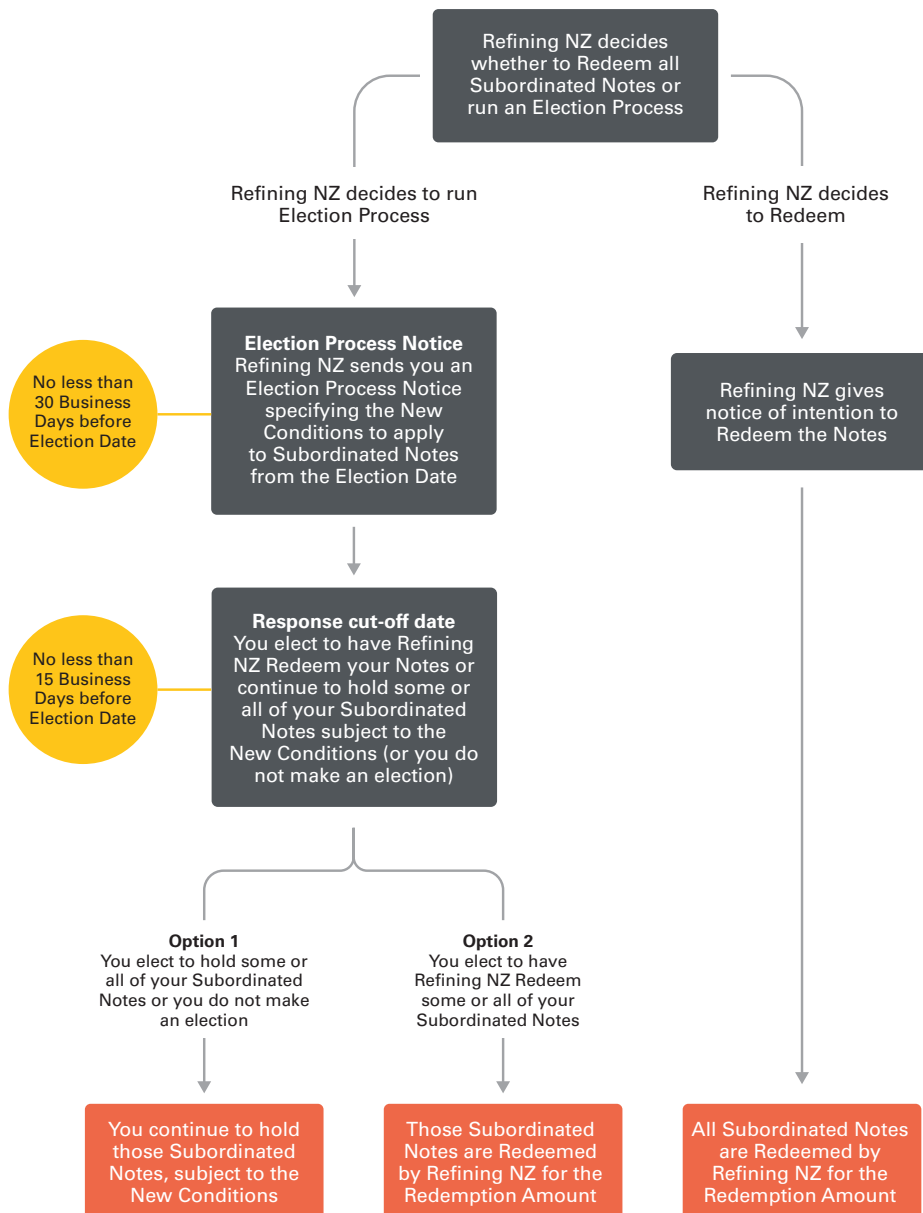 Refining NZ decides
whether to Redeem all
Subordinated Notes or
run an Election Process
Refining NZ decides to run
Election Process
Refining NZ decides
to Redeem
No less than
30 Business
Days before
Election Date
Election Process Notice
Refining NZ sends you an
Election Process Notice
specifying the New
Conditions to apply
to Subordinated Notes
from the Election Date
Refining NZ gives
notice of intention to
Redeem the Notes
No less than
15 Business
Days before
Election Date
Response cut-off date
You elect to have Refining
NZ Redeem your Notes or
continue to hold some or
all of your Subordinated
Notes subject to the
New Conditions (or you do
not make an election)
Option 1
You elect to hold some or
all of your Subordinated
Notes or you do not make
an election
Option 2
You elect to have
Refining NZ Redeem
some or all of your
Subordinated Notes
You continue to hold
those Subordinated
Notes, subject to the
New Conditions
Those Subordinated
Notes are Redeemed
by Refining NZ for the
Redemption Amount
All Subordinated Notes
are Redeemed by
Refining NZ for the
Redemption Amount